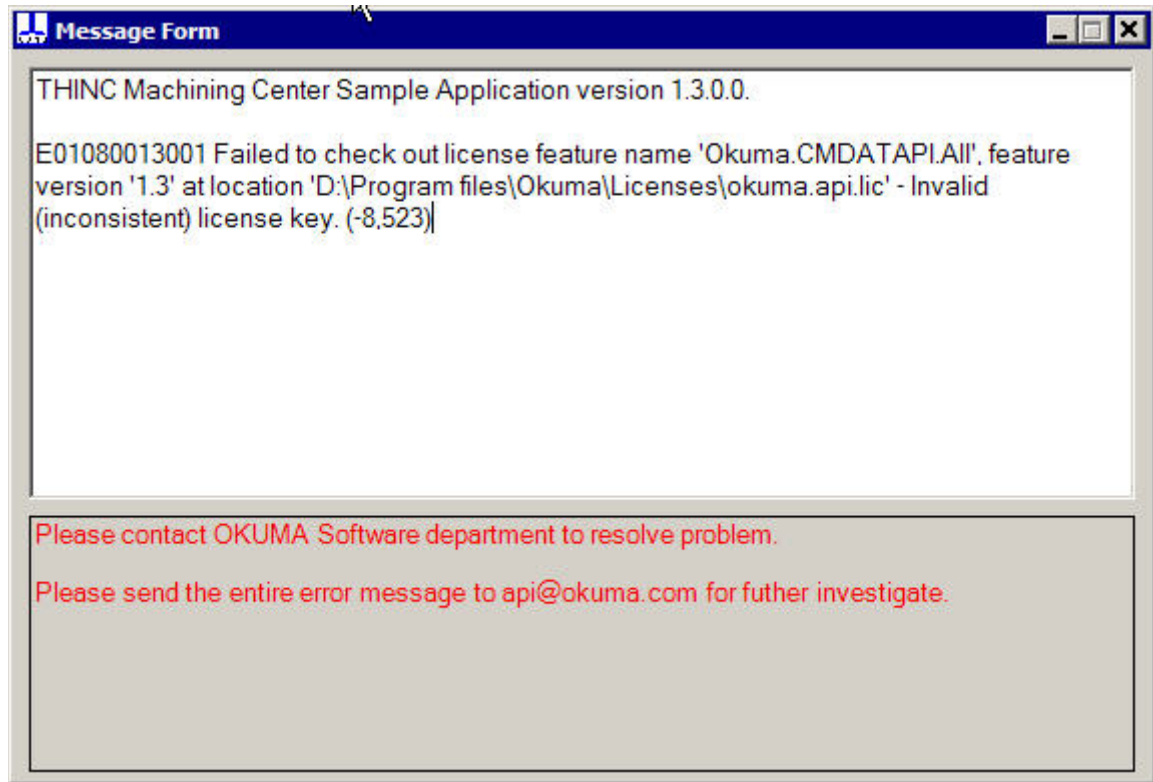 Message Form
THINC Machining Center Sample Application version 1.3.0.0.
E01080013001 Failed to check out license feature name 'Okuma.CMDATAPI.All', feature
version '1.3' at location 'D:\Program files\Okuma\Licenses\okuma.api.lic' - Invalid
(inconsistent) license key. (-8,523)
Please contact OKUMA Software department to resolve problem.
Please send the entire error message to api@okuma.com for futher investigate.